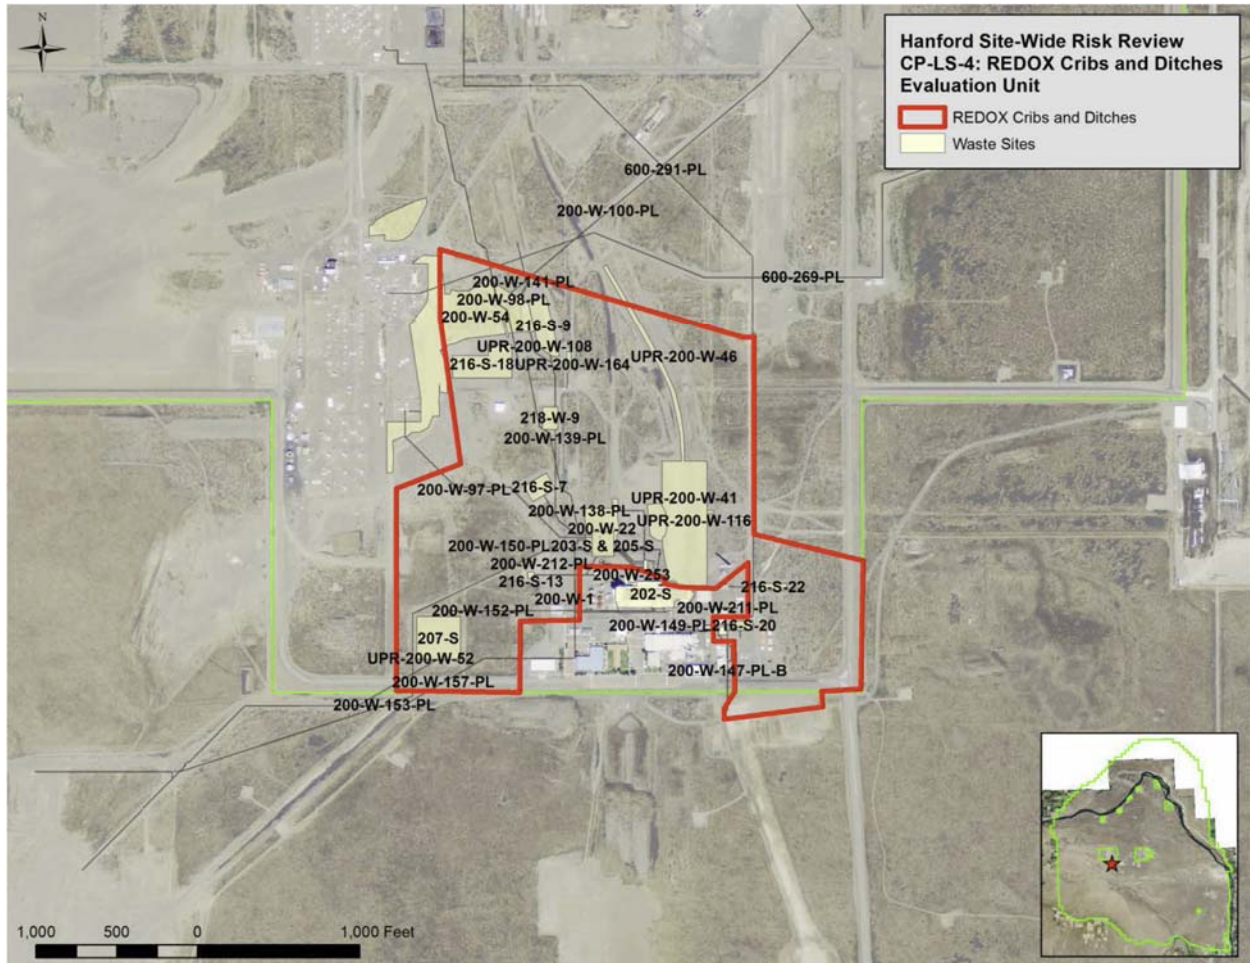 N
Hanford Site-Wide Risk Review
CP-LS-4: REDOX Cribs and Ditches
Evaluation Unit
REDOX Cribs and Ditches
Waste Sites
600-291-PL
200-W-100-PL
600-269-PL
200-W-141-PL
200-W-98-PL
200-W-54
216-S-9
UPR-200-W-108
UPR-200-W-46
216-S-18
UPR-200-W-164
218-W-9
200-W-139-PL
200-W-97-PL
216-S-7
UPR-200-W-41
200-W-138-PL
UPR-200-W-116
200-W-22
200-W-150-PL
203-S & 205-S
200-W-212-PL
200-W-253
216-S-13
216-S-22
202-S
200-W-1
200-W-152-PL
200-W-211-PL
200-W-149-PL
216-S-20
207-S
UPR-200-W-52
200-W-147-PL-B
200-W-157-PL
200-W-153-PL
1,000 500 0 1,000 Feet